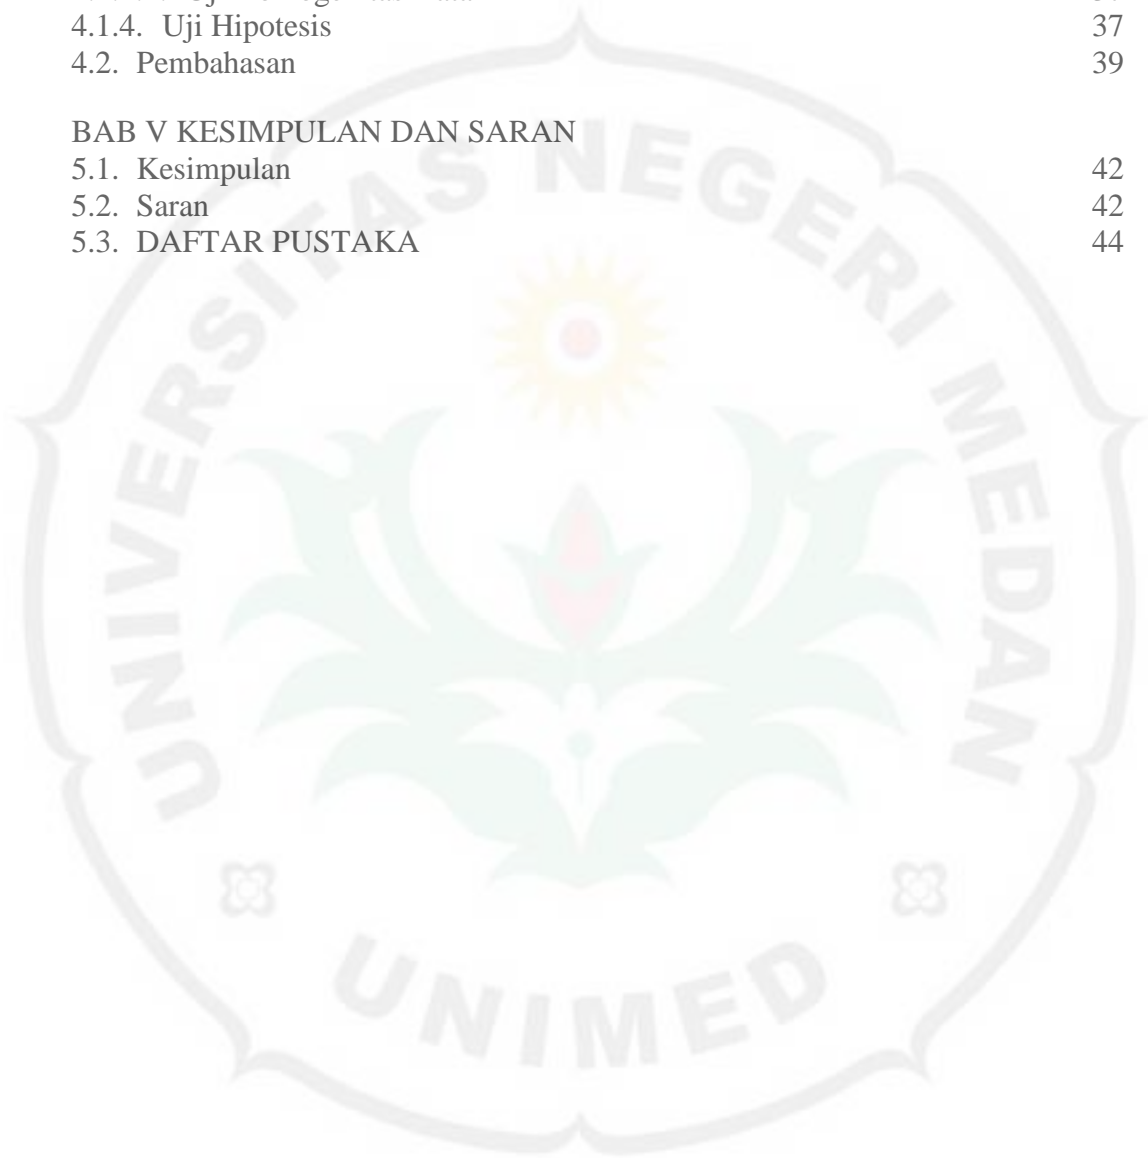 4.1.4. Uji Hipotesis 37
4.2. Pembahasan 39
BAB V KESIMPULAN DAN SARAN
5.1. Kesimpulan 42
5.2. Saran 42
5.3. DAFTAR PUSTAKA 44
UNIVERSITAS NEGERI MEDAN
UNIMED